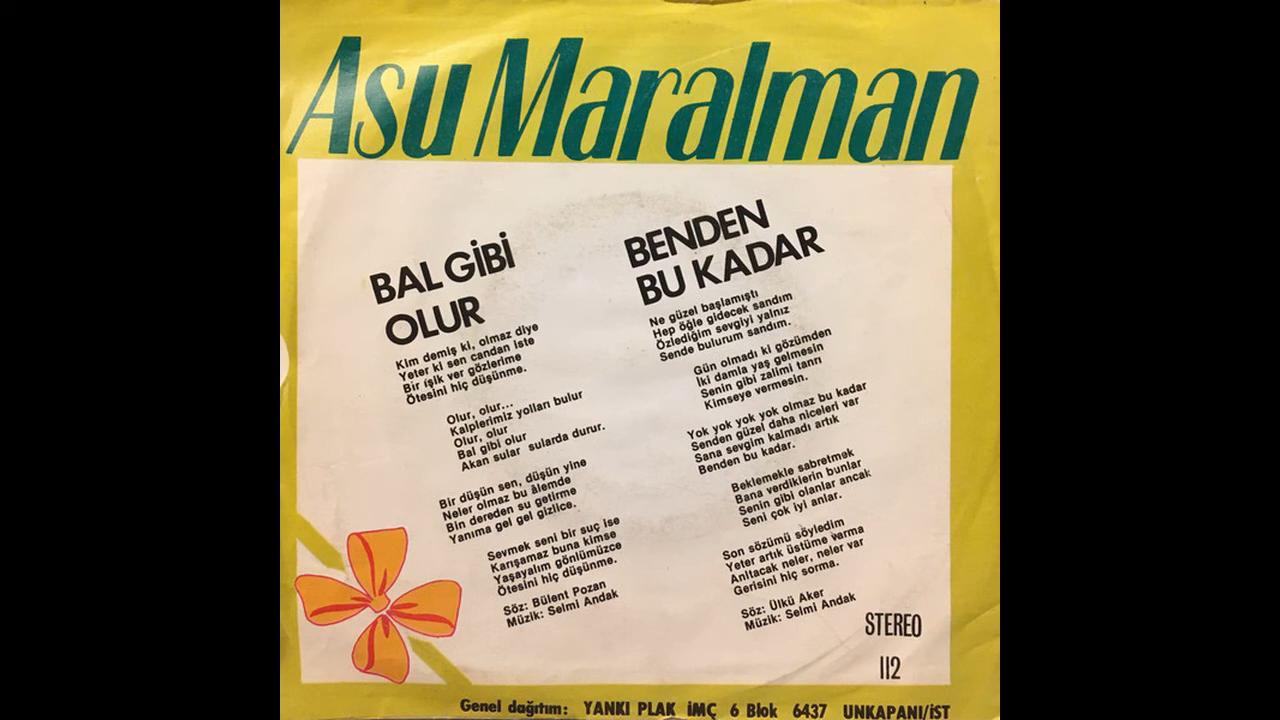 Asu Maralman
BAL GİBİ
OLUR
Kim demiş ki, olmaz diye
Yeter ki sen candan iste
Bir işik ver gözlerime
Ötesini hiç düşünme.
Olur, olur...
Kalplerimiz yolları bulur
Olur, olur
Bal gibi olur
Akan sular sularda durur.
Bir düşün sen, düşün yine
Neler olmaz bu âlemde
Bin dereden su getirme
Yanıma gel gel gizlice.
Sevmek seni bir suç ise
Karışamaz buna kimse
Yaşayalım gönlümüzce
Ötesini hiç düşünme.
Söz: Bülent Pozan
Müzik: Selmi Andak
BENDEN
BU KADAR
Ne güzel başlamıştı
Hep öğle gidecek sandım
Özlediğim sevgiyi yalnız
Sende bulurum sandım.
Gün olmadı ki gözümden
İki damla yaş gelmesin
Senin gibi zalimi tanrı
Kimseye vermesin.
Yok yok yok yok olmaz bu kadar
Senden güzel daha niceleri var
Sana sevgim kalmadı artık
Benden bu kadar.
Beklemekle sabretmek
Bana verdiklerin bunlar
Senin gibi olanlar ancak
Seni çok iyi anlar.
Son sözümü söyledim
Yeter artık üstüme varma
Anltacak neler, neler var
Gerisini hiç sorma.
Söz: Ülkü Aker
Müzik: Selmi Andak
STEREO
112
Genel dağıtım: YANKI PLAK İMÇ 6 Blok 6437 UNKAPANI/İST